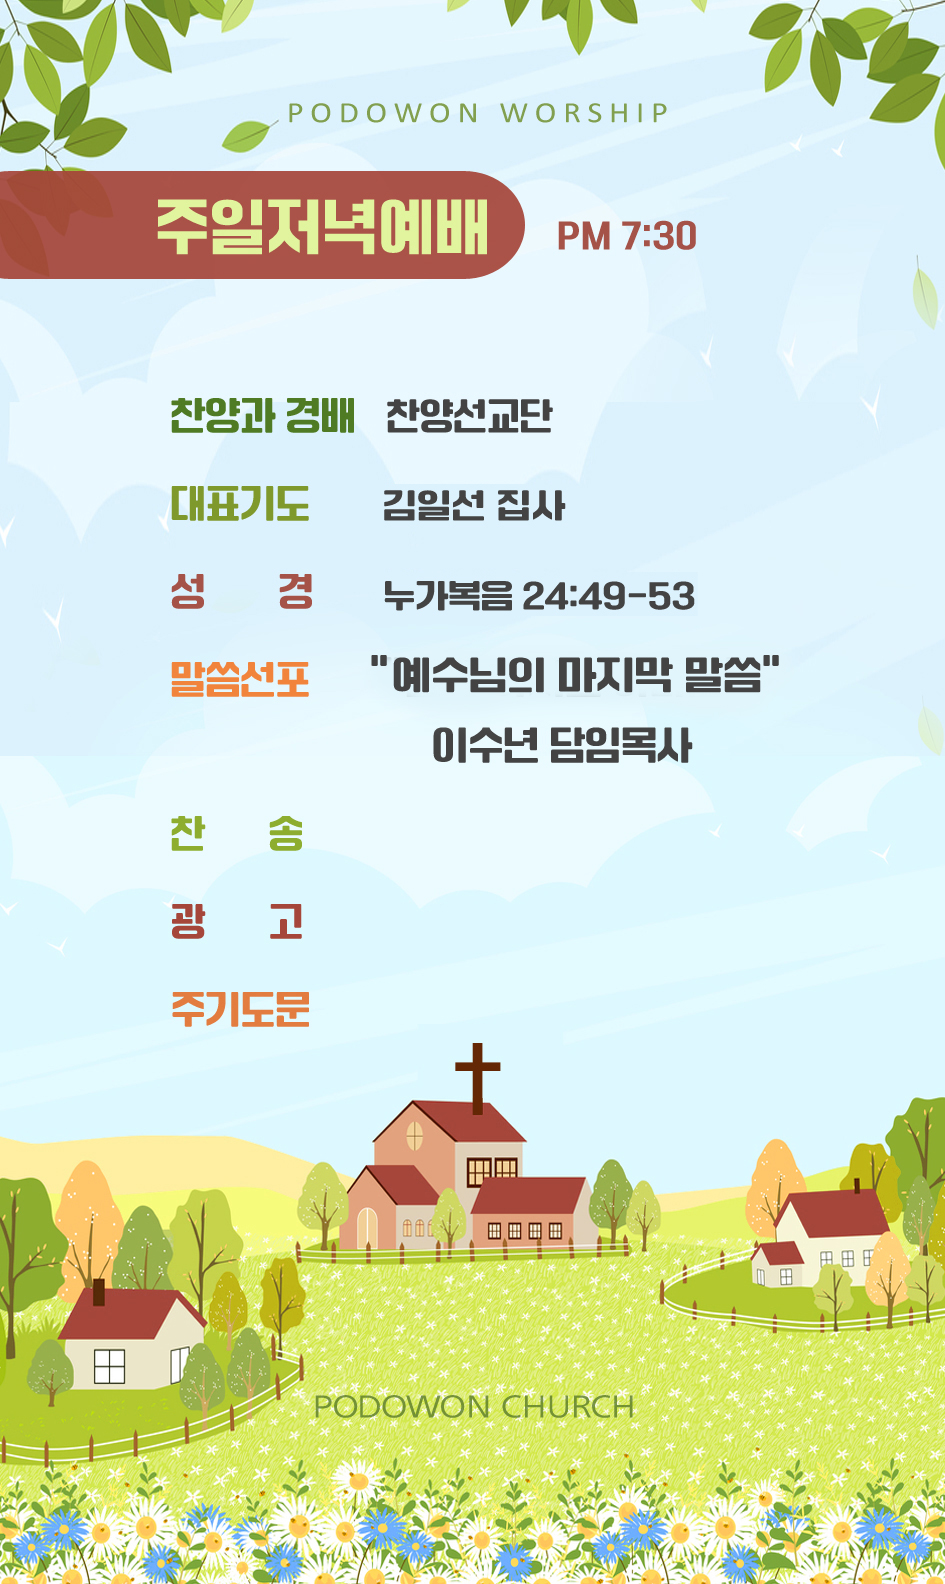 PODOWON WORSHIP
주일저녁예배 PM 7:30
찬양과 경배 찬양선교단
대표기도 김일선 집사
성 경 누가복음 24:49-53
말씀선포 "예수님의 마지막 말씀"
이수년 담임목사
찬 송
광 고
주기도문
PODOWON CHURCH